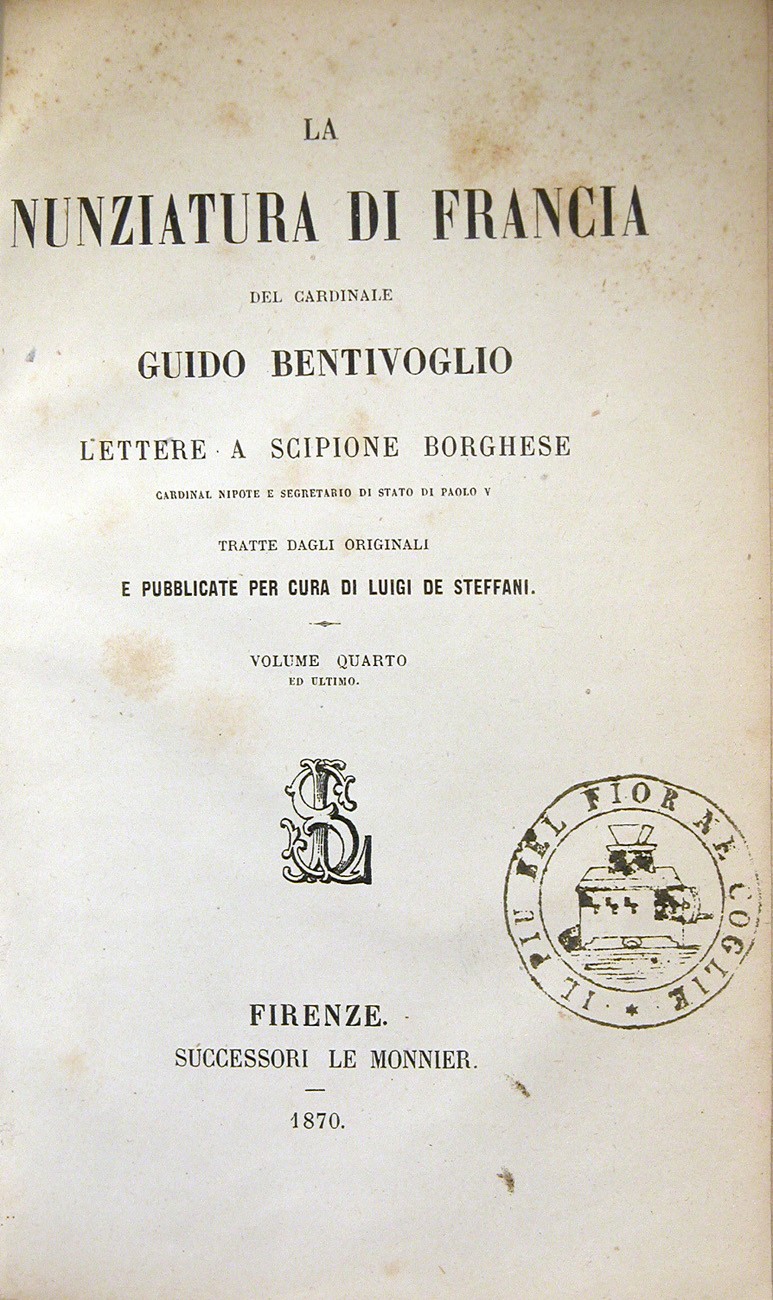 LA
NUNZIATURA DI FRANCIA
DEL CARDINALE
GUIDO BENTIVOGLIO
LETTERE A SCIPIONE BORGHESE
CARDINAL NIPOTE E SEGRETARIO DI STATO DI PAOLO V
TRATTE DAGLI ORIGINALI
E PUBBLICATE PER CURA DI LUIGI DE STEFFANI.
VOLUME QUARTO
ED ULTIMO.
SLM
IL PIU BEL FIOR NE COGLIE
FIRENZE.
SUCCESSORI LE MONNIER.
1870.